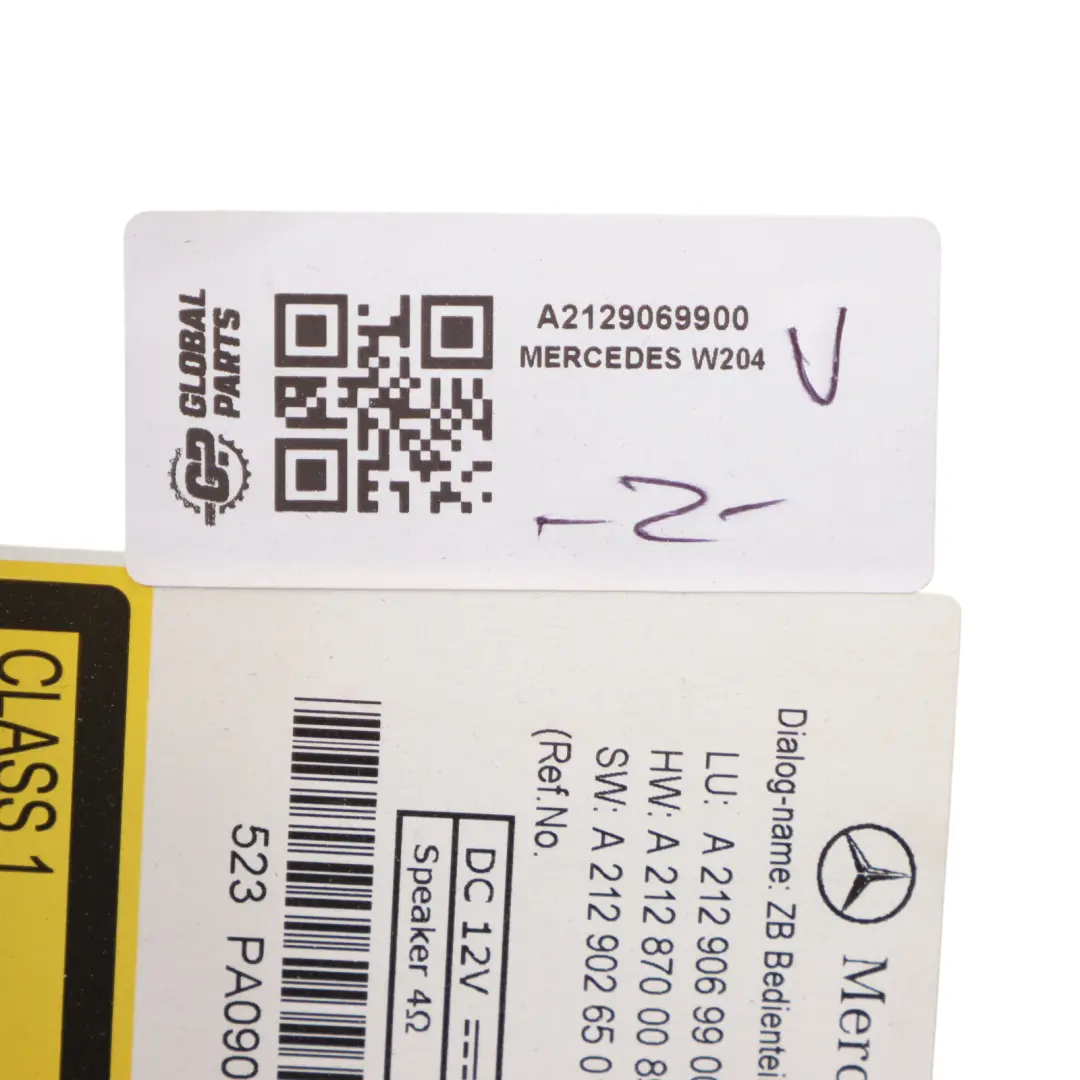 GLOBAL
PARTS
A2129069900
MERCEDES W204
-2-
CLASS 1
Dialog-name: ZB Bedientei
LU: A 212 906 99 00
HW: A 212 870 00 8
SW: A 212 902 65 0
(Ref.No.
DC 12V
Speaker 4Ω
523 PA090